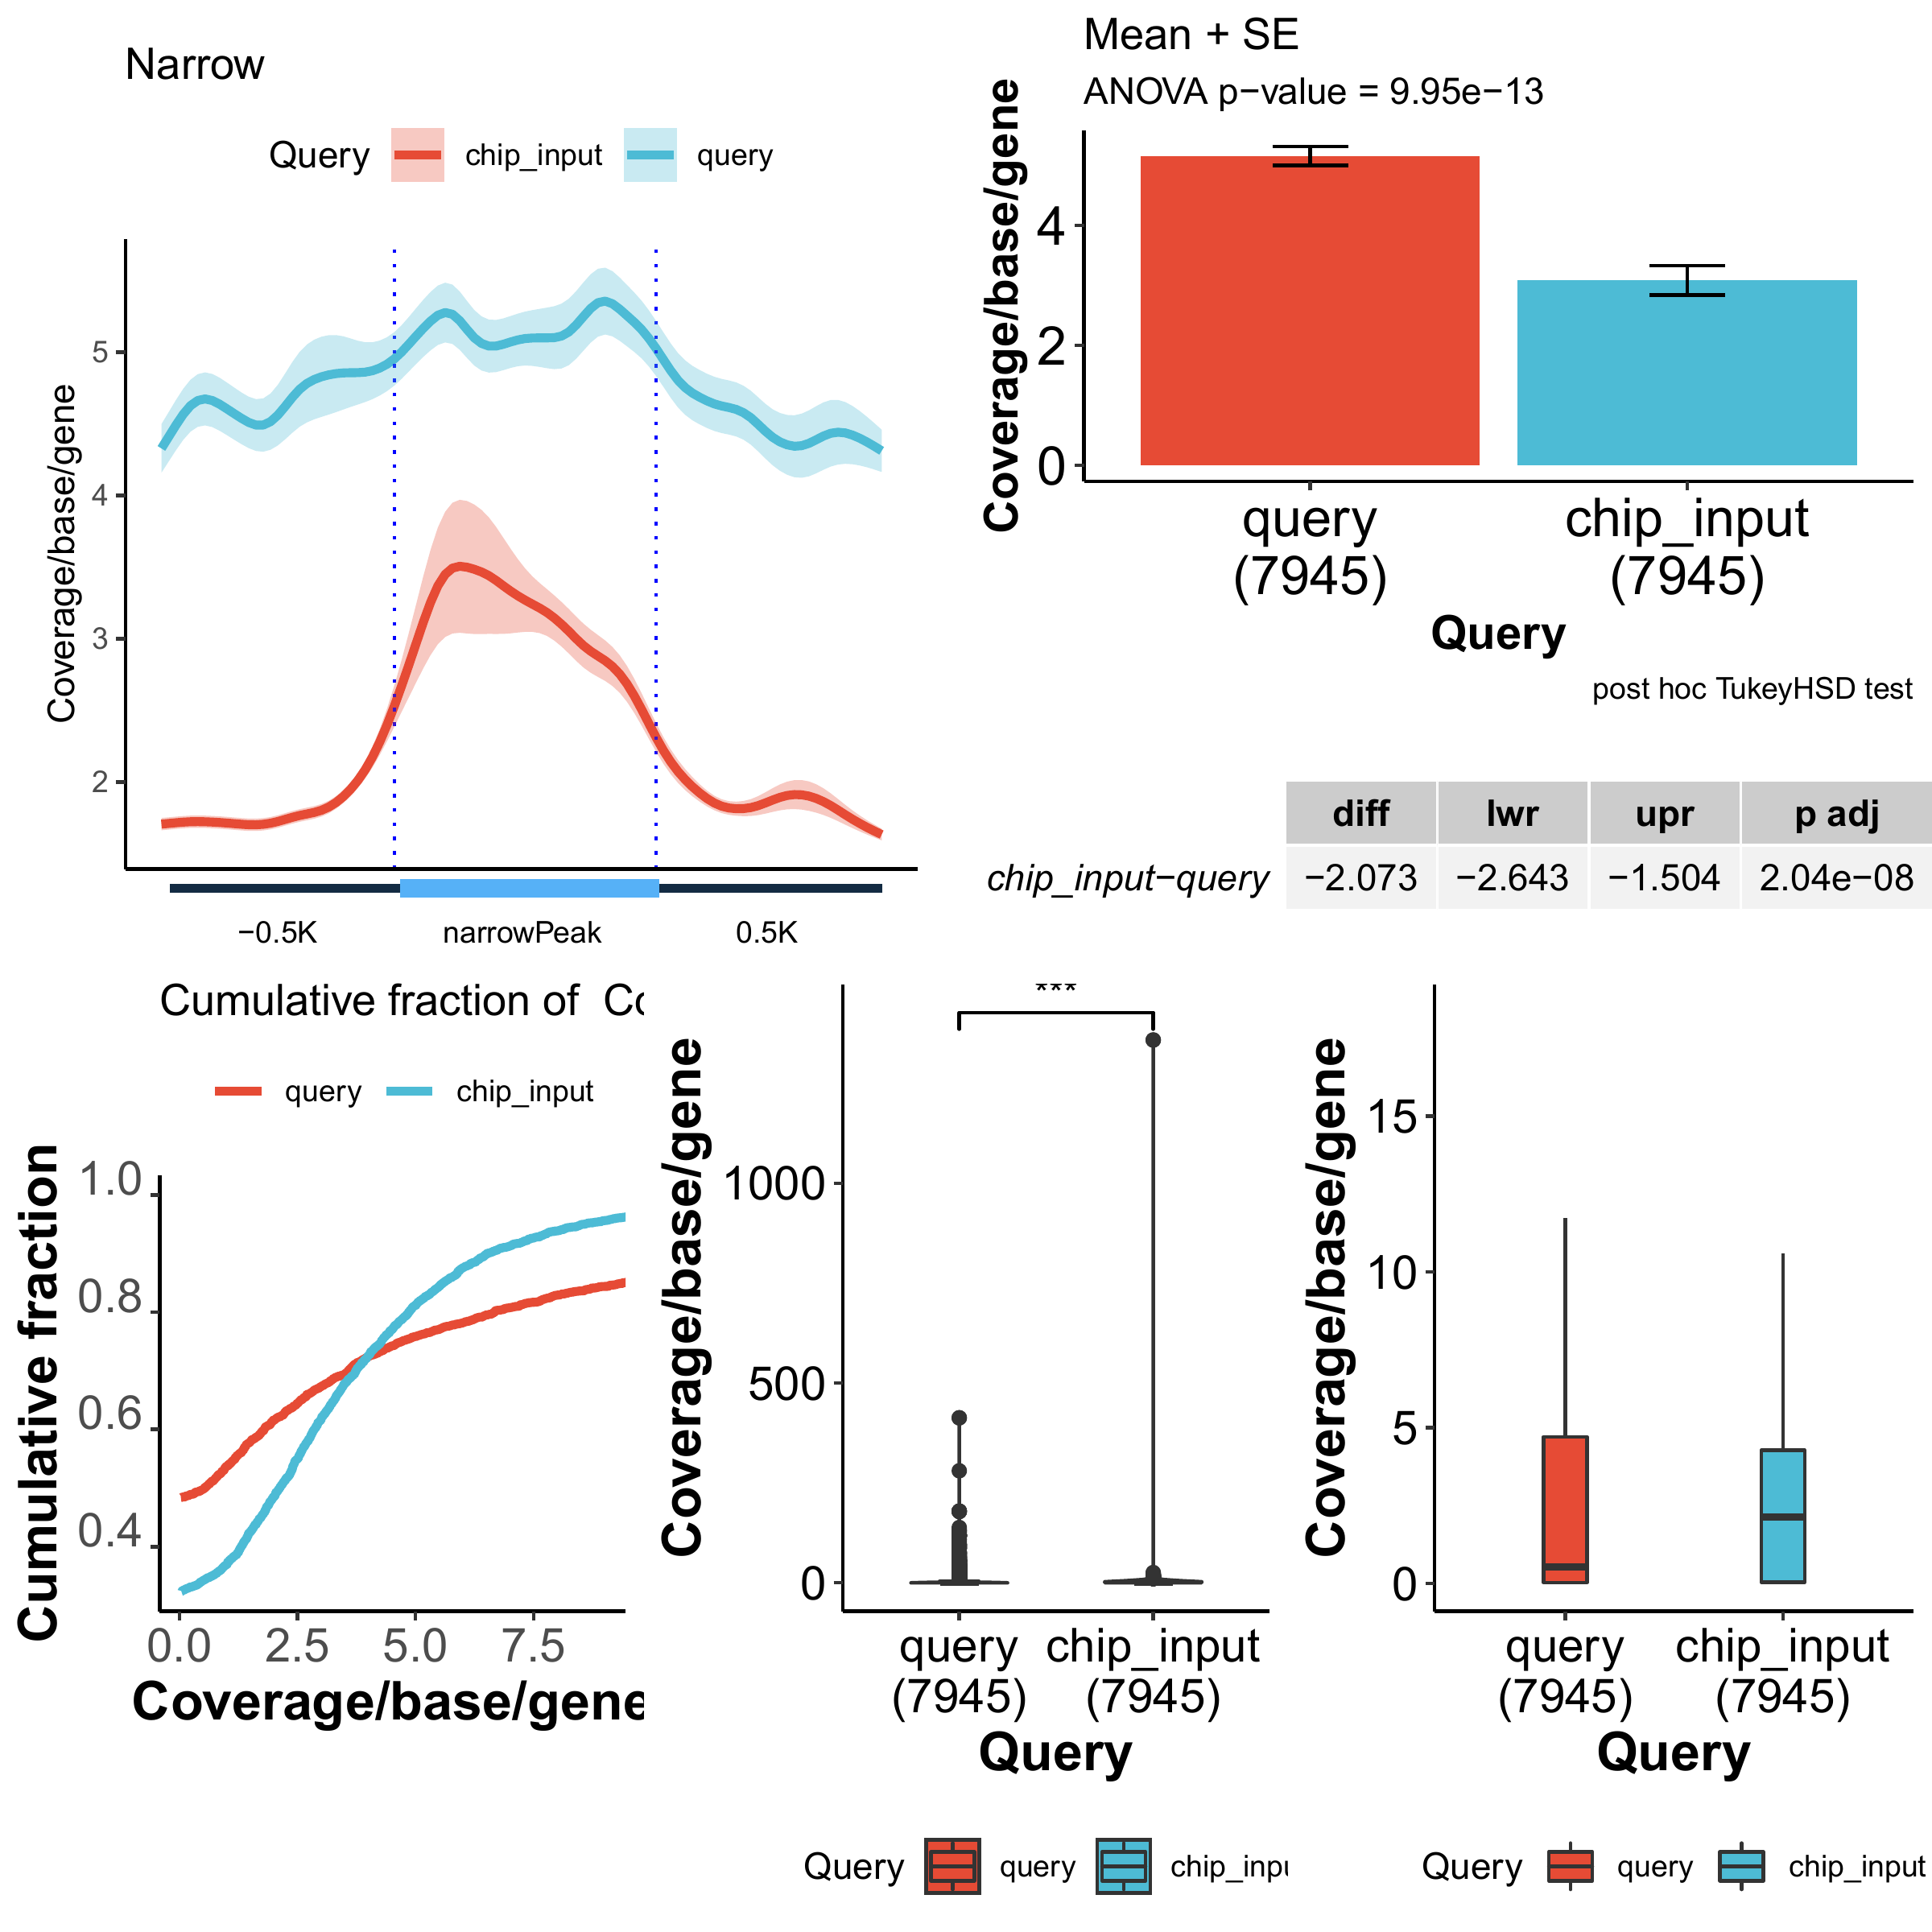 Narrow
Query chip_input query
Coverage/base/gene
5
4
3
2
−0.5K narrowPeak 0.5K
Mean + SE
ANOVA p−value = 9.95e−13
Coverage/base/gene
4
2
0
query chip_input
(7945) (7945)
Query
post hoc TukeyHSD test
diff lwr upr p adj
chip_input−query −2.073 −2.643 −1.504 2.04e−08
Cumulative fraction of
query chip_input
Cumulative fraction
1.0
0.8
0.6
0.4
0.0 2.5 5.0 7.5
Coverage/base/gene
***
Coverage/base/gene
1000
500
0
query chip_input
(7945) (7945)
Query
Query query chip_inp
Coverage/base/gene
15
10
5
0
query chip_input
(7945) (7945)
Query
Query query chip_input